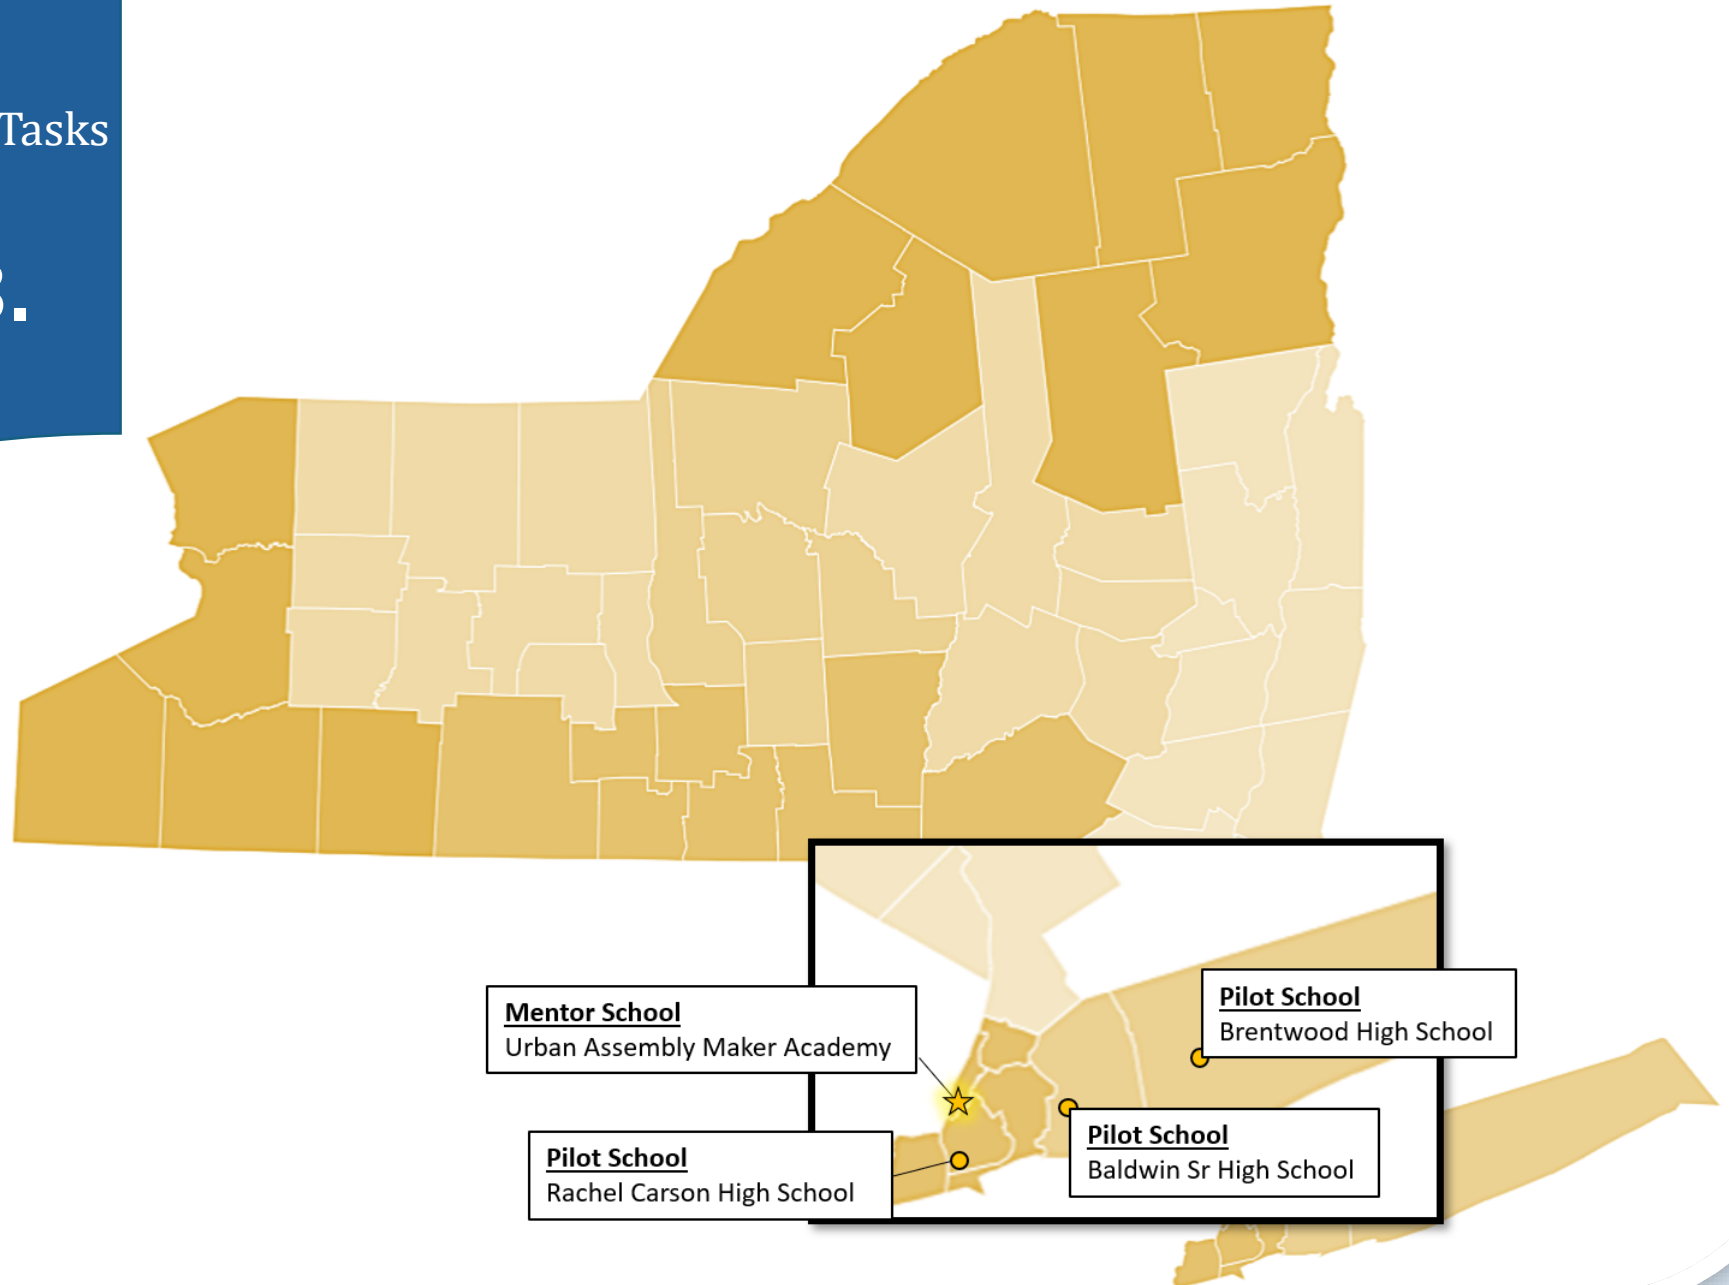 Tasks
.
Mentor School
Urban Assembly Maker Academy
Pilot School
Brentwood High School
Pilot School
Baldwin Sr High School
Pilot School
Rachel Carson High School